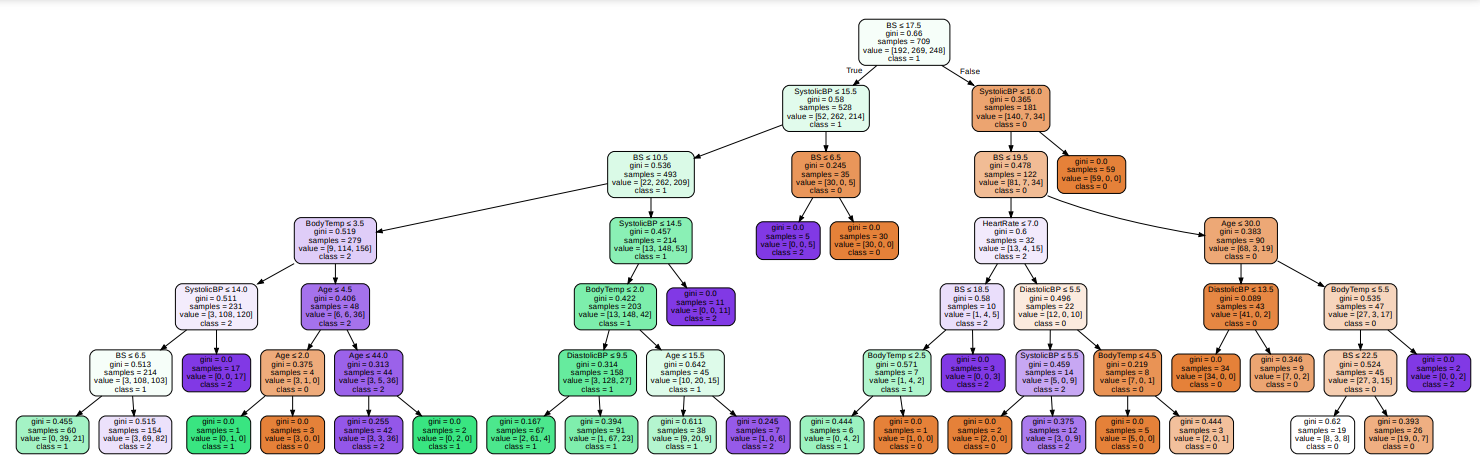 BS ≤ 17.5
gini = 0.66
samples = 709
value = [192, 269, 248]
class = 1
True
False
SystolicBP ≤ 15.5
gini = 0.58
samples = 528
value = [52, 262, 214]
class = 1
SystolicBP ≤ 16.0
gini = 0.365
samples = 181
value = [140, 7, 34]
class = 0
BS ≤ 10.5
gini = 0.536
samples = 493
value = [22, 262, 209]
class = 1
BS ≤ 6.5
gini = 0.245
samples = 35
value = [30, 0, 5]
class = 0
BS ≤ 19.5
gini = 0.478
samples = 122
value = [81, 7, 34]
class = 0
gini = 0.0
samples = 59
value = [59, 0, 0]
class = 0
BodyTemp ≤ 3.5
gini = 0.519
samples = 279
value = [9, 114, 156]
class = 2
SystolicBP ≤ 14.5
gini = 0.457
samples = 214
value = [13, 148, 53]
class = 1
gini = 0.0
samples = 5
value = [0, 0, 5]
class = 2
gini = 0.0
samples = 30
value = [30, 0, 0]
class = 0
HeartRate ≤ 7.0
gini = 0.6
samples = 32
value = [13, 4, 15]
class = 2
Age ≤ 30.0
gini = 0.383
samples = 90
value = [68, 3, 19]
class = 0
SystolicBP ≤ 14.0
gini = 0.511
samples = 231
value = [3, 108, 120]
class = 2
Age ≤ 4.5
gini = 0.406
samples = 48
value = [6, 6, 36]
class = 2
BodyTemp ≤ 2.0
gini = 0.422
samples = 203
value = [13, 148, 42]
class = 1
gini = 0.0
samples = 11
value = [0, 0, 11]
class = 2
BS ≤ 18.5
gini = 0.58
samples = 10
value = [1, 4, 5]
class = 2
DiastolicBP ≤ 5.5
gini = 0.496
samples = 22
value = [12, 0, 10]
class = 0
DiastolicBP ≤ 13.5
gini = 0.089
samples = 43
value = [41, 0, 2]
class = 0
BodyTemp ≤ 5.5
gini = 0.535
samples = 47
value = [27, 3, 17]
class = 0
BS ≤ 6.5
gini = 0.513
samples = 214
value = [3, 108, 103]
class = 1
gini = 0.0
samples = 17
value = [0, 0, 17]
class = 2
Age ≤ 2.0
gini = 0.375
samples = 4
value = [3, 1, 0]
class = 0
Age ≤ 44.0
gini = 0.313
samples = 44
value = [3, 5, 36]
class = 2
DiastolicBP ≤ 9.5
gini = 0.314
samples = 158
value = [3, 128, 27]
class = 1
Age ≤ 15.5
gini = 0.642
samples = 45
value = [10, 20, 15]
class = 1
BodyTemp ≤ 2.5
gini = 0.571
samples = 7
value = [1, 4, 2]
class = 1
gini = 0.0
samples = 3
value = [0, 0, 3]
class = 2
SystolicBP ≤ 5.5
gini = 0.459
samples = 14
value = [5, 0, 9]
class = 2
BodyTemp ≤ 4.5
gini = 0.219
samples = 8
value = [7, 0, 1]
class = 0
gini = 0.0
samples = 34
value = [34, 0, 0]
class = 0
gini = 0.346
samples = 9
value = [7, 0, 2]
class = 0
BS ≤ 22.5
gini = 0.524
samples = 45
value = [27, 3, 15]
class = 0
gini = 0.0
samples = 2
value = [0, 0, 2]
class = 2
gini = 0.455
samples = 60
value = [0, 39, 21]
class = 1
gini = 0.515
samples = 154
value = [3, 69, 82]
class = 2
gini = 0.0
samples = 1
value = [0, 1, 0]
class = 1
gini = 0.0
samples = 3
value = [3, 0, 0]
class = 0
gini = 0.255
samples = 42
value = [3, 3, 36]
class = 2
gini = 0.0
samples = 2
value = [0, 2, 0]
class = 1
gini = 0.167
samples = 67
value = [2, 61, 4]
class = 1
gini = 0.394
samples = 91
value = [1, 67, 23]
class = 1
gini = 0.611
samples = 38
value = [9, 20, 9]
class = 1
gini = 0.245
samples = 7
value = [1, 0, 6]
class = 2
gini = 0.444
samples = 6
value = [0, 4, 2]
class = 1
gini = 0.0
samples = 1
value = [1, 0, 0]
class = 0
gini = 0.0
samples = 2
value = [2, 0, 0]
class = 0
gini = 0.375
samples = 12
value = [3, 0, 9]
class = 2
gini = 0.0
samples = 5
value = [5, 0, 0]
class = 0
gini = 0.444
samples = 3
value = [2, 0, 1]
class = 0
gini = 0.62
samples = 19
value = [8, 3, 8]
class = 0
gini = 0.393
samples = 26
value = [19, 0, 7]
class = 0